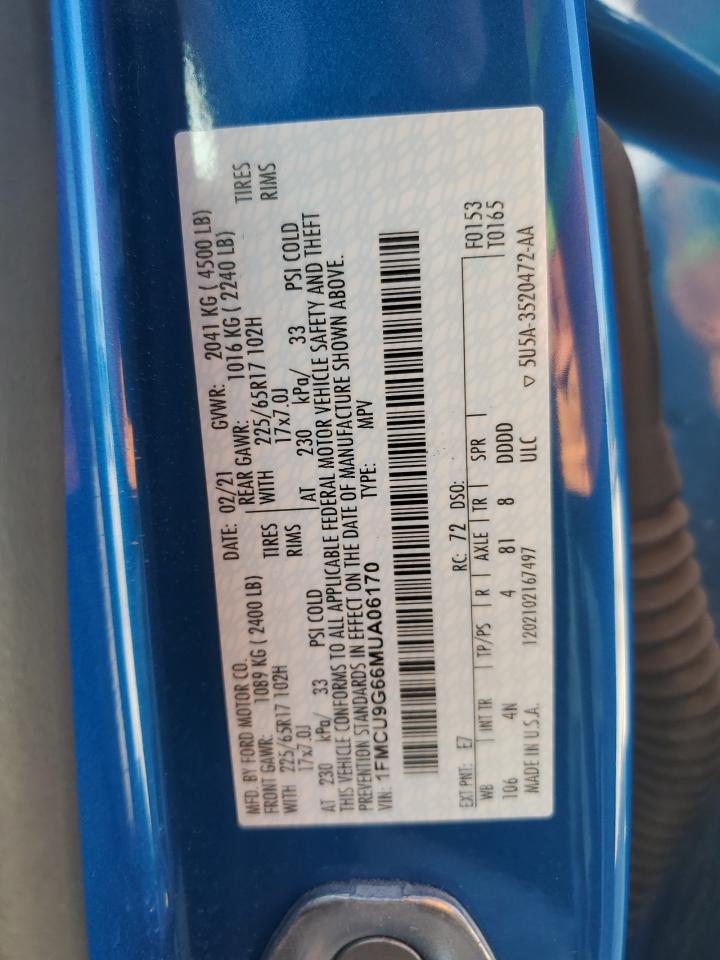 MFD. BY FORD MOTOR CO. DATE: 02/21 GVWR: 2041 KG ( 4500 LB)
FRONT GAWR: 1089 KG ( 2400 LB) REAR GAWR: 1016 KG ( 2240 LB)
WITH 225/65R17 102H TIRES WITH 225/65R17 102H TIRES
17x7.0J RIMS 17x7.0J RIMS
AT 230 kPa/ 33 PSI COLD AT 230 kPa/ 33 PSI COLD
THIS VEHICLE CONFORMS TO ALL APPLICABLE FEDERAL MOTOR VEHICLE SAFETY AND THEFT
PREVENTION STANDARDS IN EFFECT ON THE DATE OF MANUFACTURE SHOWN ABOVE.
VIN: 1FMCU9G66MUA06170 TYPE: MPV
EXT PNT: E7 RC: 72 DSO: F0153
WB INT TR TP/PS R AXLE TR SPR T0165
106 4N 4 81 8 DDDD
MADE IN U.S.A. 1202102167497 ULC ▽ 5U5A-3520472-AA